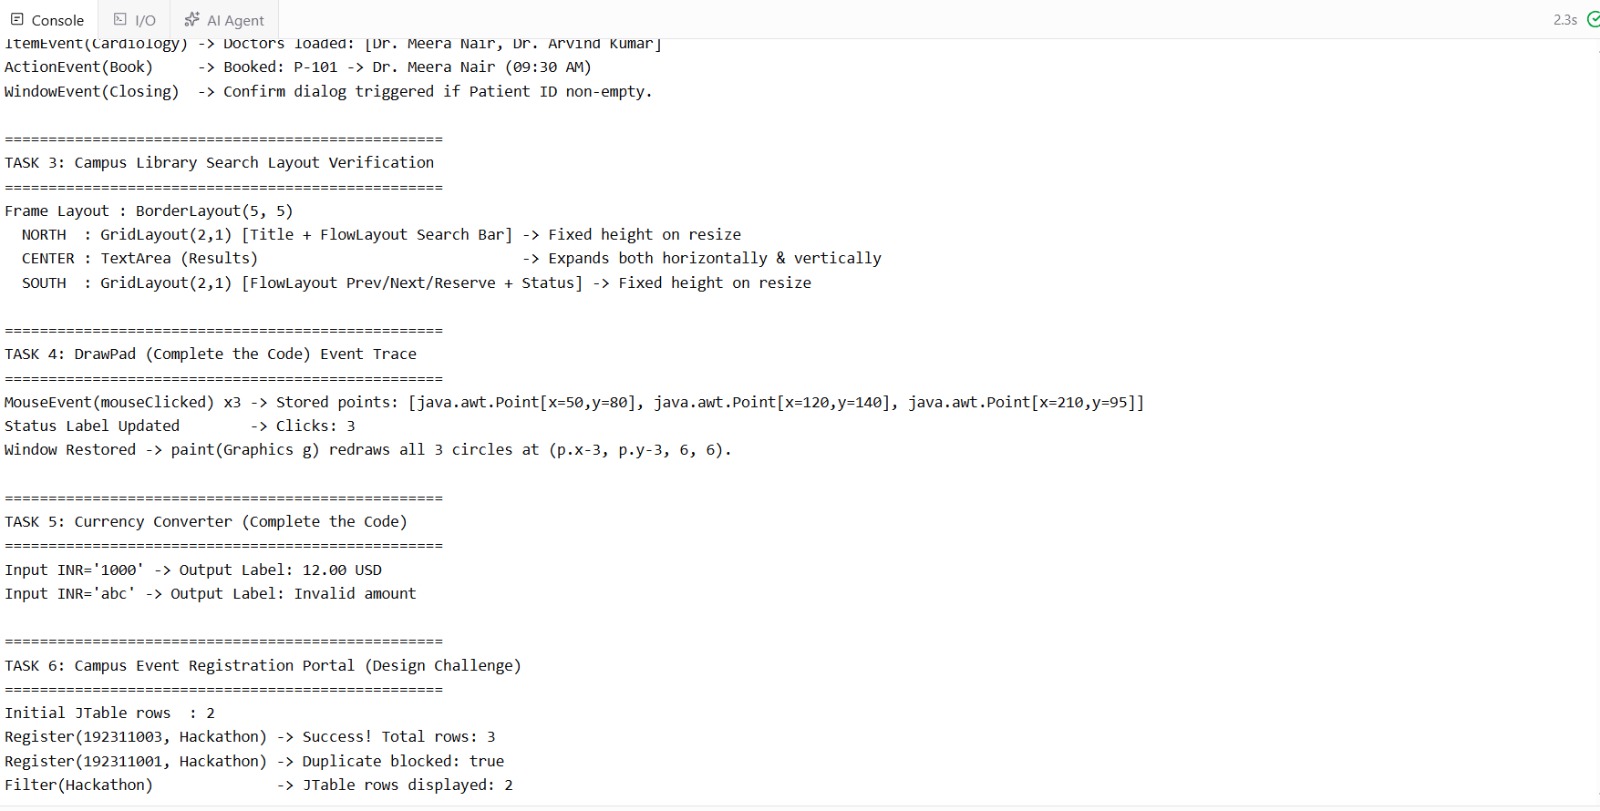 Console I/O AI Agent 2.3s
ItemEvent(Cardiology) -> Doctors loaded: [Dr. Meera Nair, Dr. Arvind Kumar]
ActionEvent(Book)     -> Booked: P-101 -> Dr. Meera Nair (09:30 AM)
WindowEvent(Closing)  -> Confirm dialog triggered if Patient ID non-empty.
==================================================
TASK 3: Campus Library Search Layout Verification
==================================================
Frame Layout : BorderLayout(5, 5)
  NORTH  : GridLayout(2,1) [Title + FlowLayout Search Bar] -> Fixed height on resize
  CENTER : TextArea (Results)                              -> Expands both horizontally & vertically
  SOUTH  : GridLayout(2,1) [FlowLayout Prev/Next/Reserve + Status] -> Fixed height on resize
==================================================
TASK 4: DrawPad (Complete the Code) Event Trace
==================================================
MouseEvent(mouseClicked) x3 -> Stored points: [java.awt.Point[x=50,y=80], java.awt.Point[x=120,y=140], java.awt.Point[x=210,y=95]]
Status Label Updated        -> Clicks: 3
Window Restored -> paint(Graphics g) redraws all 3 circles at (p.x-3, p.y-3, 6, 6).
==================================================
TASK 5: Currency Converter (Complete the Code)
==================================================
Input INR='1000' -> Output Label: 12.00 USD
Input INR='abc' -> Output Label: Invalid amount
==================================================
TASK 6: Campus Event Registration Portal (Design Challenge)
==================================================
Initial JTable rows  : 2
Register(192311003, Hackathon) -> Success! Total rows: 3
Register(192311001, Hackathon) -> Duplicate blocked: true
Filter(Hackathon)              -> JTable rows displayed: 2